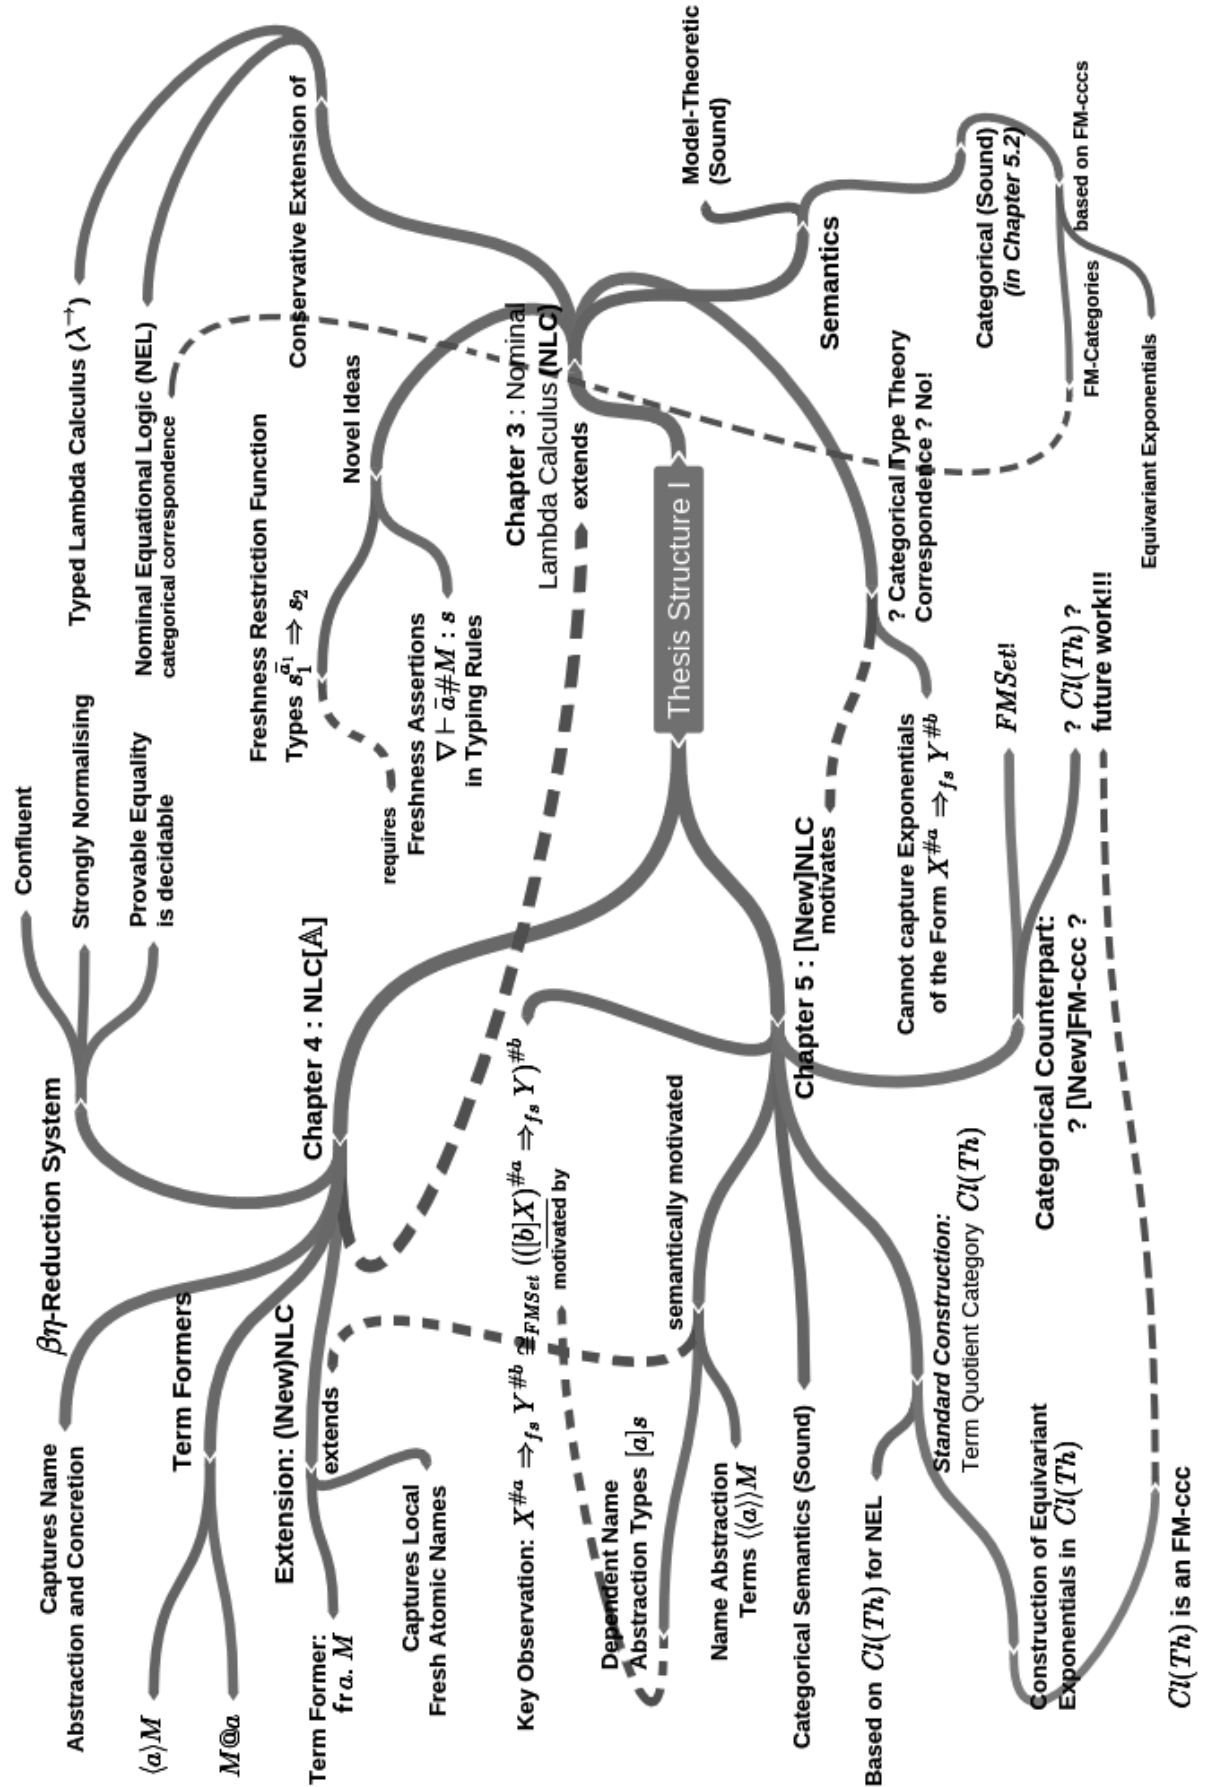 Thesis Structure I
Chapter 3 : Nominal
Lambda Calculus (NLC)
extends
Conservative Extension of
Typed Lambda Calculus (λ→)
Nominal Equational Logic (NEL)
categorical correspondence
Novel Ideas
Freshness Restriction Function
Types s₁^ā₁ ⇒ s₂
requires
Freshness Assertions
∇ ⊢ ā#M : s
in Typing Rules
Semantics
Model-Theoretic
(Sound)
Categorical (Sound)
(in Chapter 5.2)
based on FM-cccs
FM-Categories
Equivariant Exponentials
? Categorical Type Theory
Correspondence ? No!
Cannot capture Exponentials
of the Form X^#a ⇒fs Y^#b
Chapter 4 : NLC[𝔸]
βη-Reduction System
Confluent
Strongly Normalising
Provable Equality
is decidable
Captures Name
Abstraction and Concretion
Term Formers
⟨a⟩M
M@a
Extension: (\New)NLC
extends
Term Former:
fr a. M
Captures Local
Fresh Atomic Names
Chapter 5 : [\New]NLC
motivates
Key Observation: X^#a ⇒fs Y^#b ≅FMSet (([b]X)^#a ⇒fs Y)^#b
motivated by
semantically motivated
Dependent Name
Abstraction Types [a]s
Name Abstraction
Terms ⟨⟨a⟩⟩M
Categorical Semantics (Sound)
Standard Construction:
Term Quotient Category Cl(Th)
Based on Cl(Th) for NEL
Construction of Equivariant
Exponentials in Cl(Th)
Cl(Th) is an FM-ccc
Categorical Counterpart:
? [\New]FM-ccc ?
FMSet!
? Cl(Th) ?
future work!!!